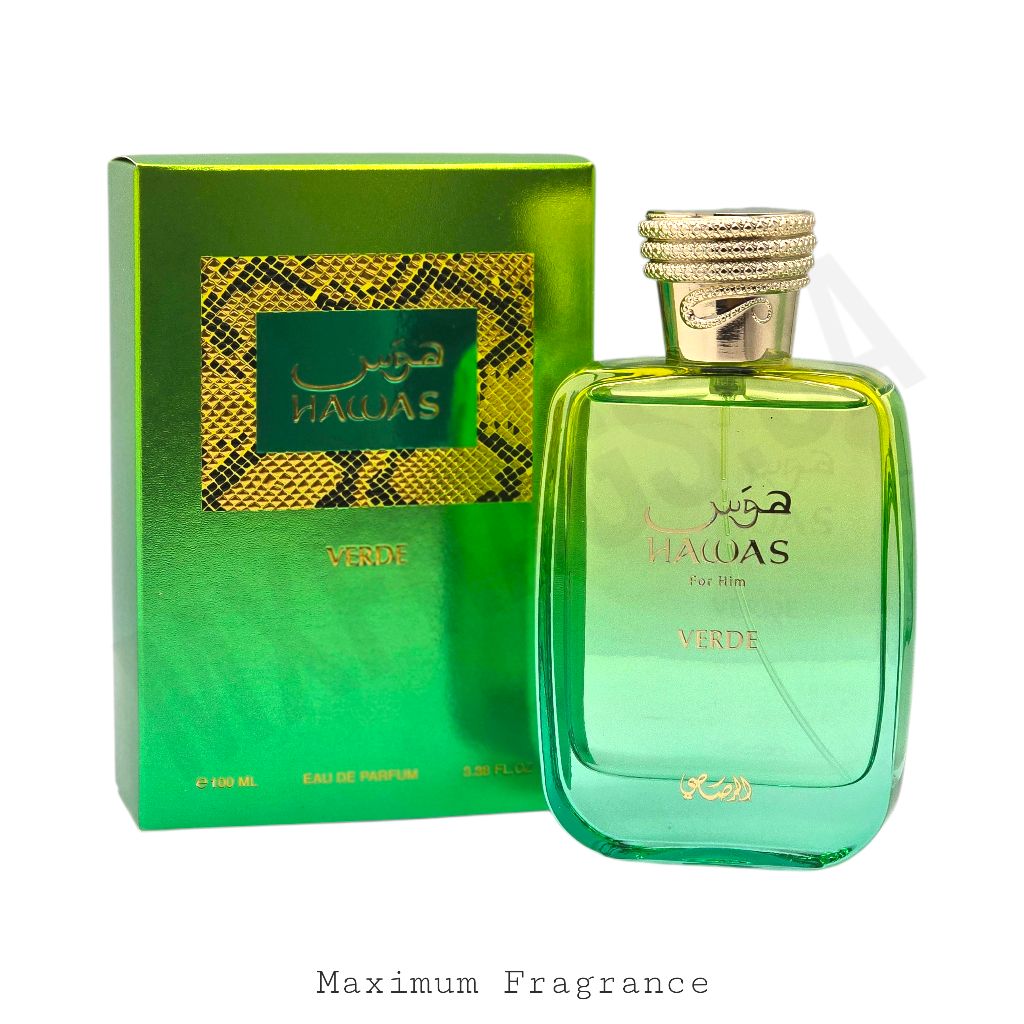 هوس
HAWAS
VERDE
e 100 ML EAU DE PARFUM 3.38 FL.OZ
هوس
HAWAS
For Him
VERDE
الرصاصي
Maximum Fragrance